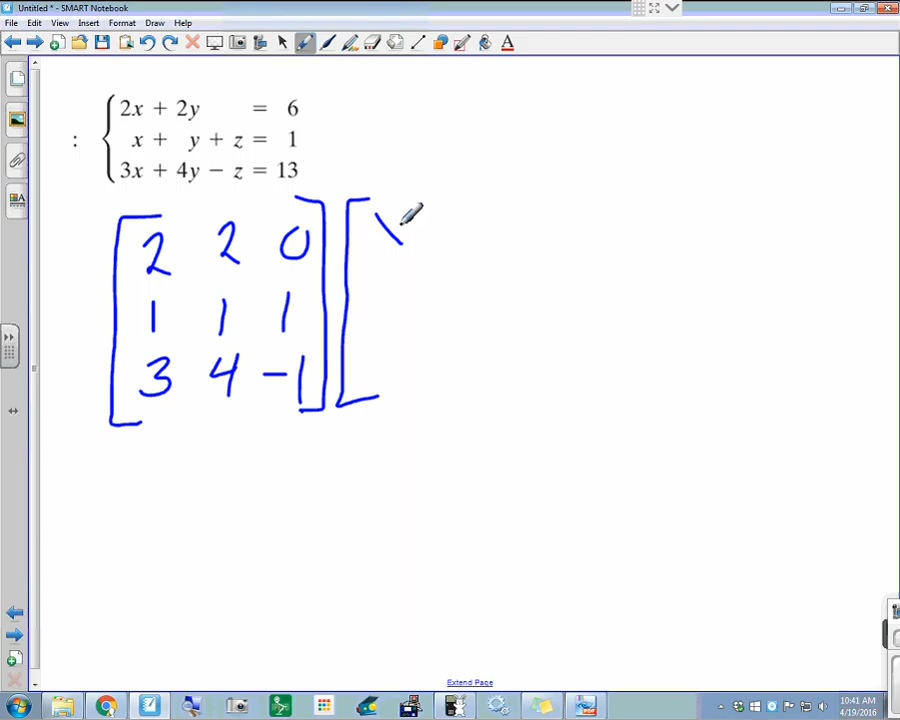 Untitled * - SMART Notebook
File Edit View Insert Format Draw Help
2x + 2y = 6
: x + y + z = 1
3x + 4y − z = 13
2 2 0
1 1 1
3 4 −1
Extend Page
10:41 AM
4/19/2016